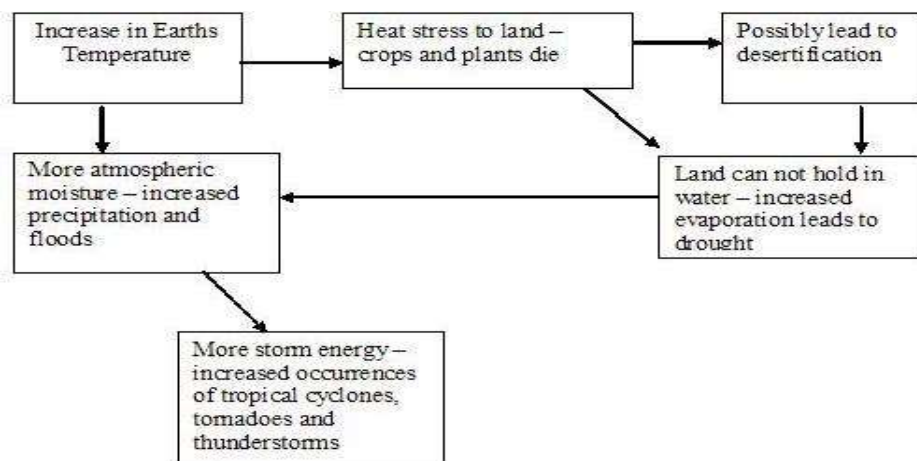 Increase in Earths
Temperature
Heat stress to land –
crops and plants die
Possibly lead to
desertification
More atmospheric
moisture – increased
precipitation and
floods
Land can not hold in
water – increased
evaporation leads to
drought
More storm energy –
increased occurrences
of tropical cyclones,
tornadoes and
thunderstorms